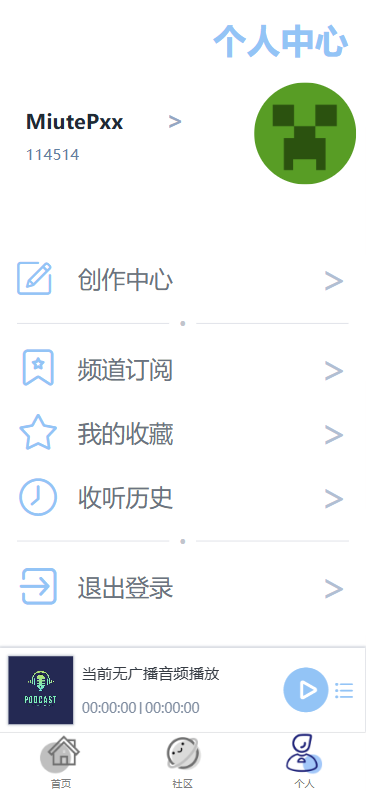 个人中心
MiutePxx >
114514
创作中心 >
频道订阅 >
我的收藏 >
收听历史 >
退出登录 >
PODCAST
当前无广播音频播放
00:00:00 | 00:00:00
首页 社区 个人